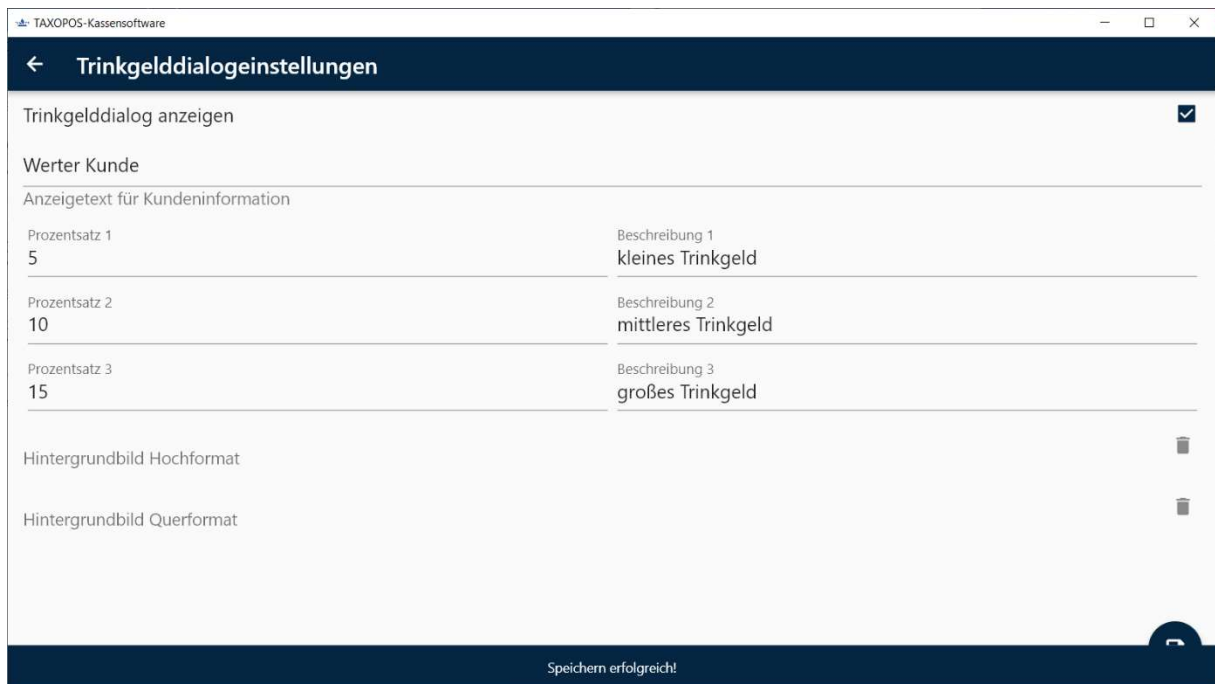 TAXOPOS-Kassensoftware
Trinkgelddialogeinstellungen
Trinkgelddialog anzeigen
Werter Kunde
Anzeigetext für Kundeninformation
Prozentsatz 1
5
Beschreibung 1
kleines Trinkgeld
Prozentsatz 2
10
Beschreibung 2
mittleres Trinkgeld
Prozentsatz 3
15
Beschreibung 3
großes Trinkgeld
Hintergrundbild Hochformat
Hintergrundbild Querformat
Speichern erfolgreich!